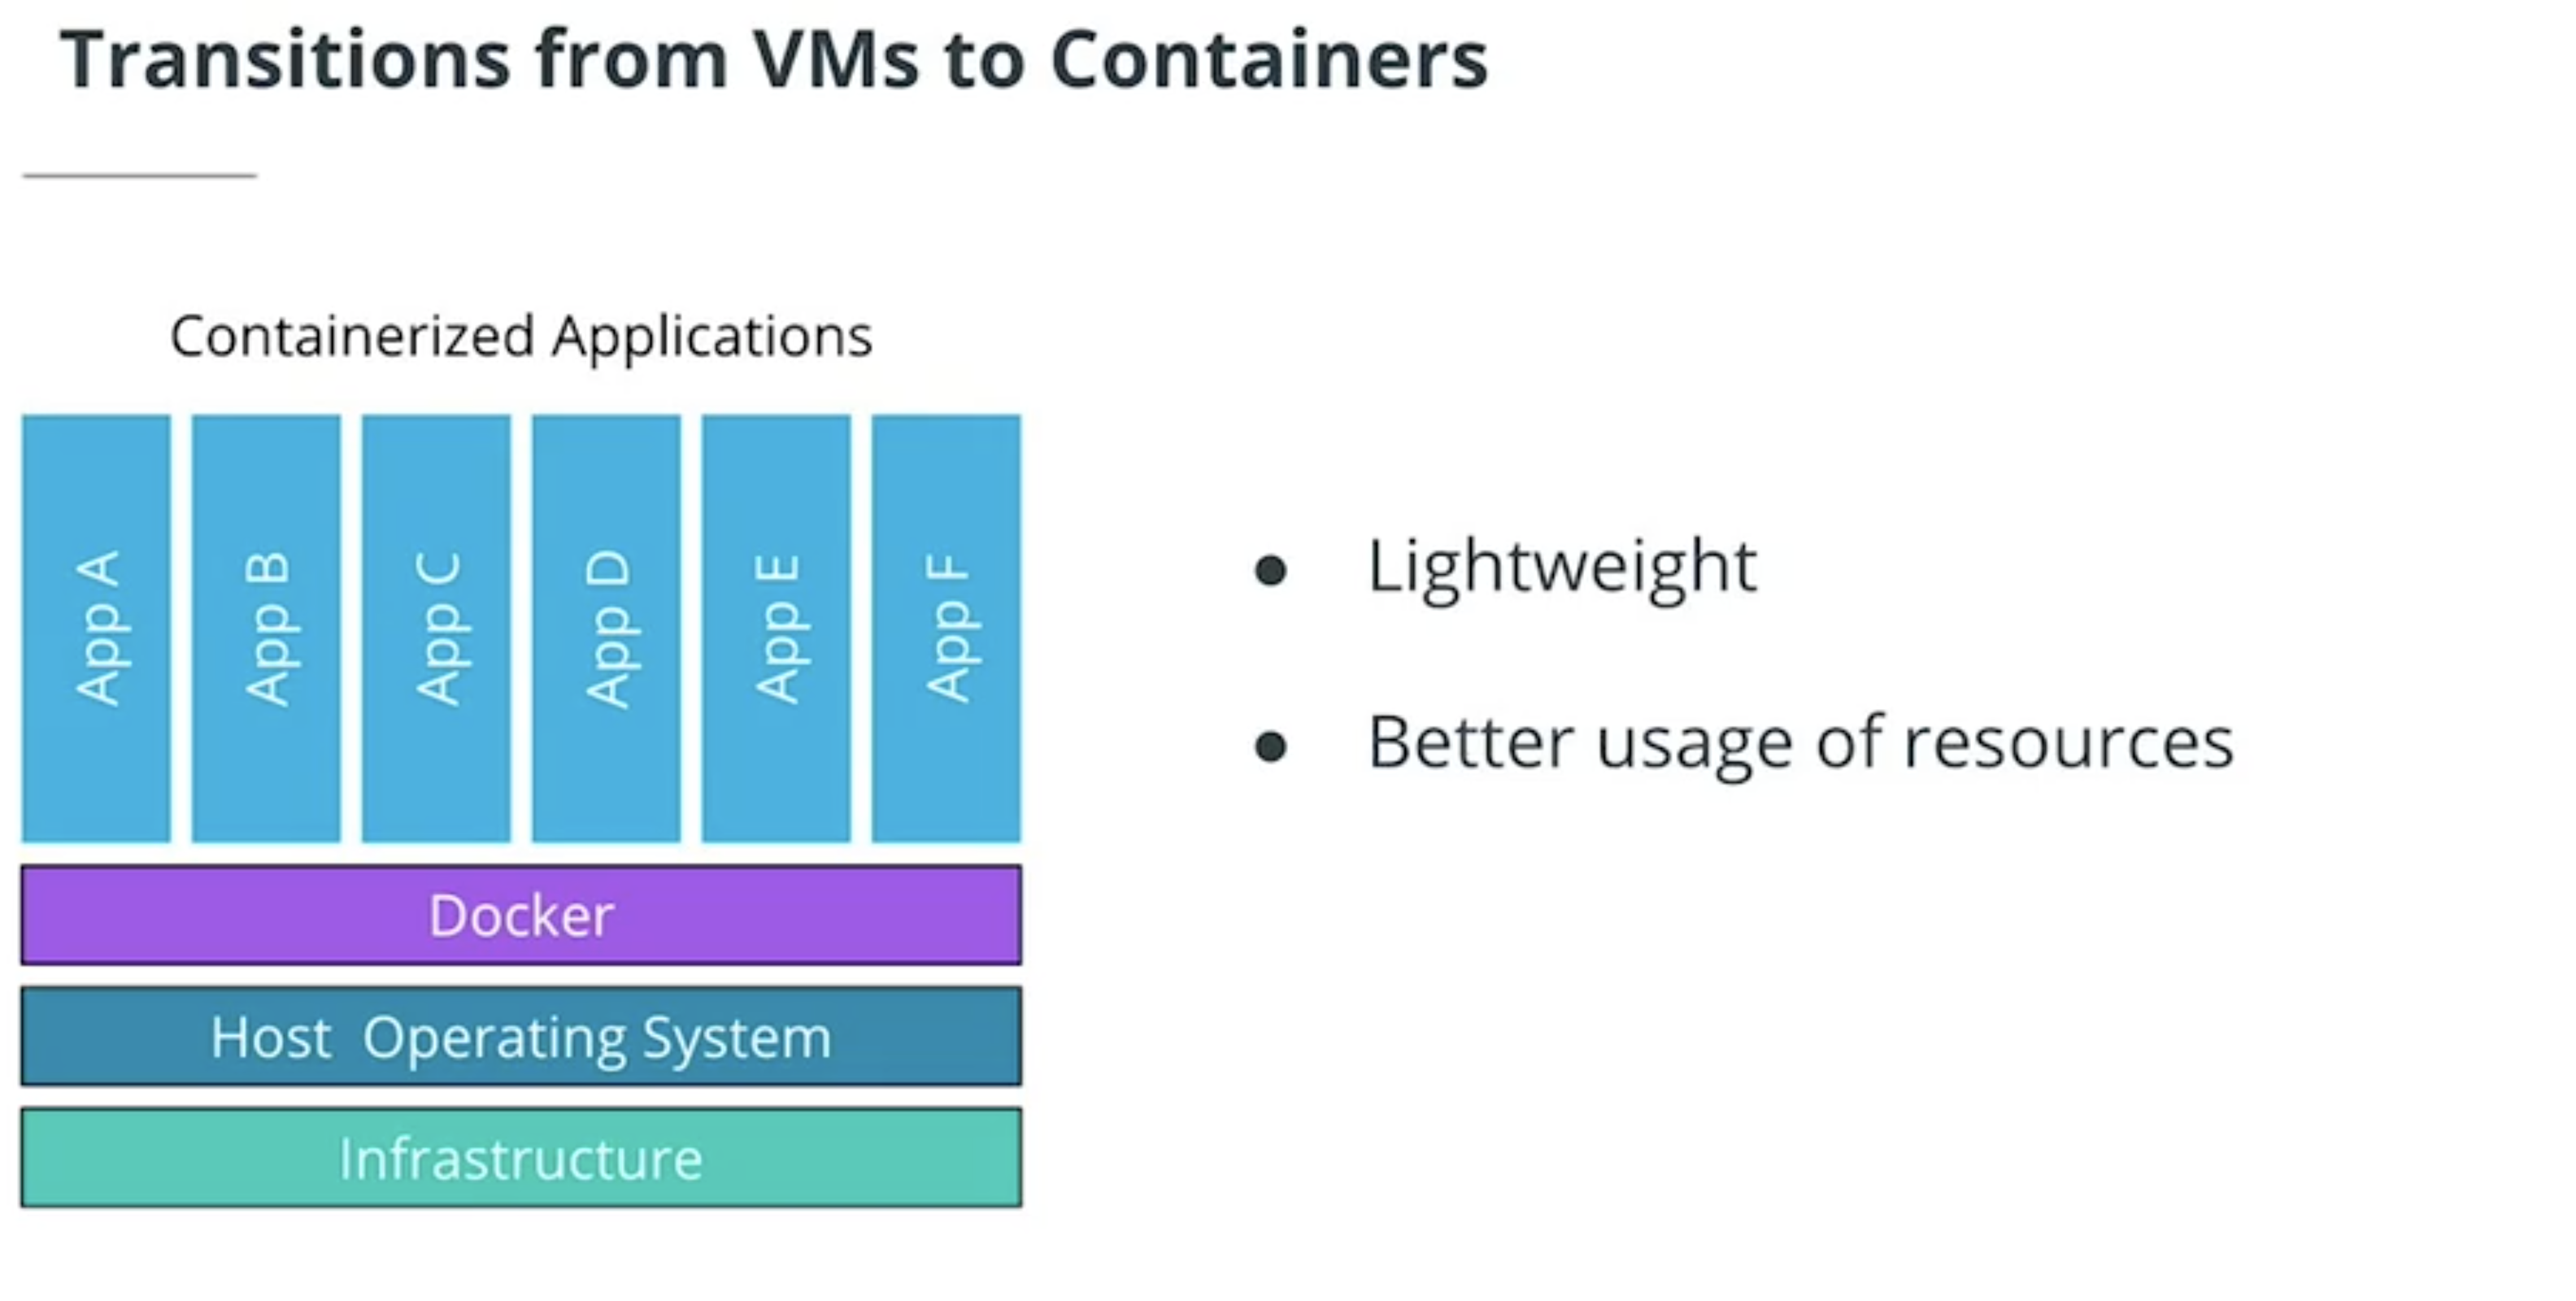 Transitions from VMs to Containers
Containerized Applications
App A
App B
App C
App D
App E
App F
Docker
Host  Operating System
Infrastructure
● Lightweight
● Better usage of resources